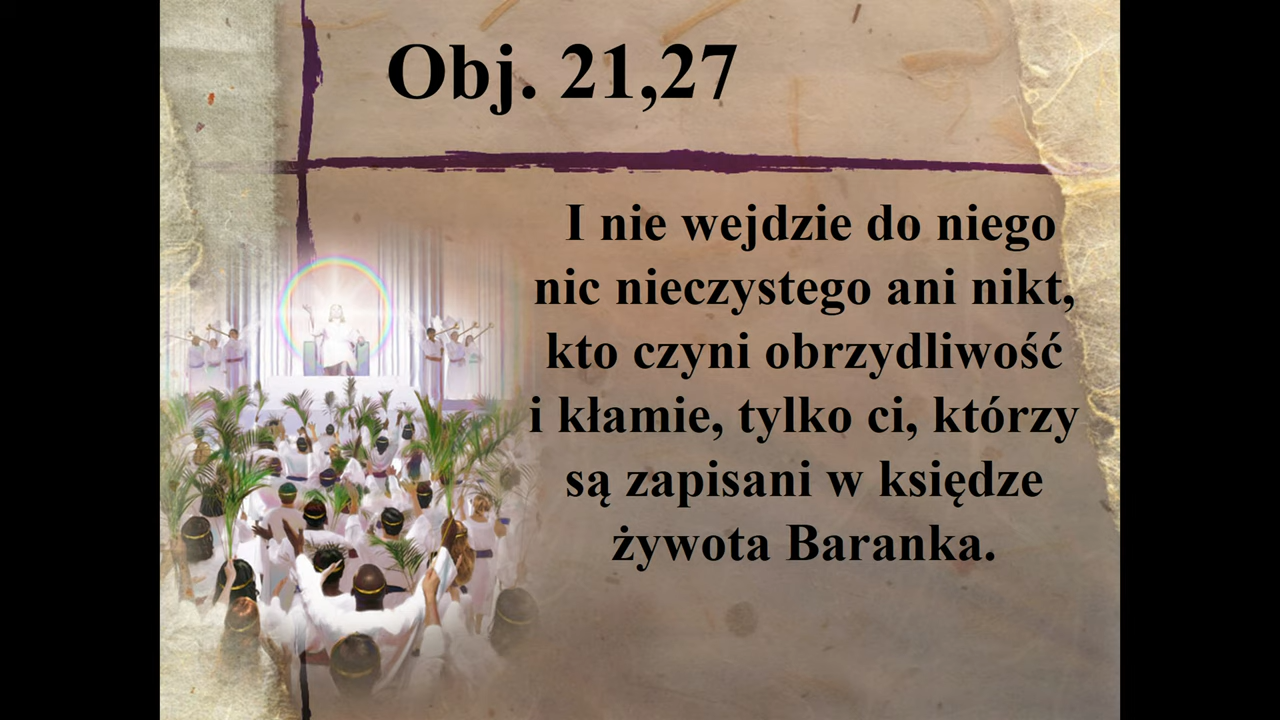 Obj. 21,27
I nie wejdzie do niego
nic nieczystego ani nikt,
kto czyni obrzydliwość
i kłamie, tylko ci, którzy
są zapisani w księdze
żywota Baranka.